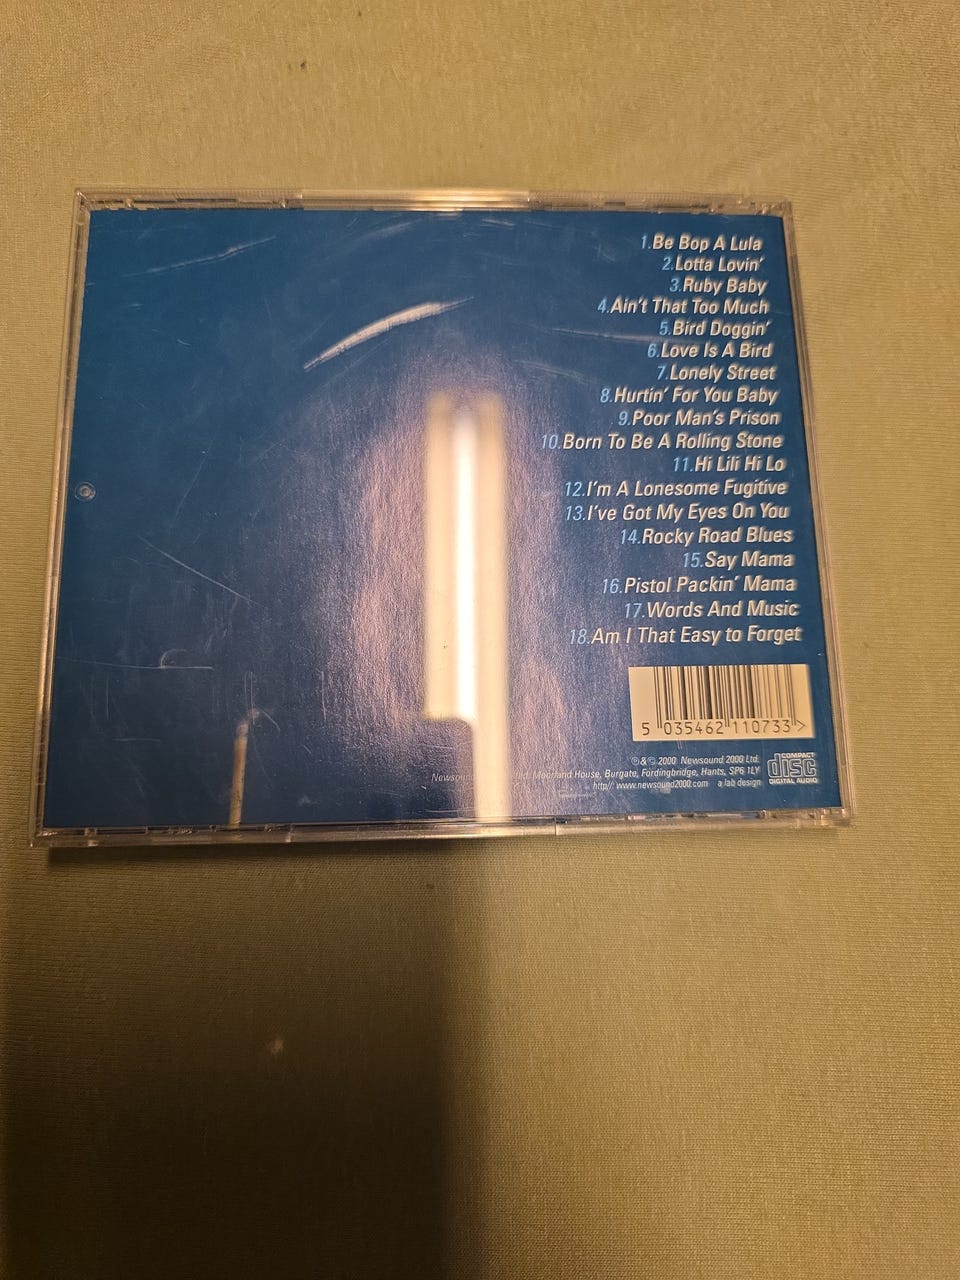 1.Be Bop A Lula
2.Lotta Lovin'
3.Ruby Baby
4.Ain't That Too Much
5.Bird Doggin'
6.Love Is A Bird
7.Lonely Street
8.Hurtin' For You Baby
9.Poor Man's Prison
10.Born To Be A Rolling Stone
11.Hi Lili Hi Lo
12.I'm A Lonesome Fugitive
13.I've Got My Eyes On You
14.Rocky Road Blues
15.Say Mama
16.Pistol Packin' Mama
17.Words And Music
18.Am I That Easy to Forget
5 035462 110733 >
℗&© 2000 Newsound 2000 Ltd.
Moorland House, Burgate, Fordingbridge, Hants, SP6 1LY
http// www.newsound2000.com a lab design
COMPACT
disc
DIGITAL AUDIO